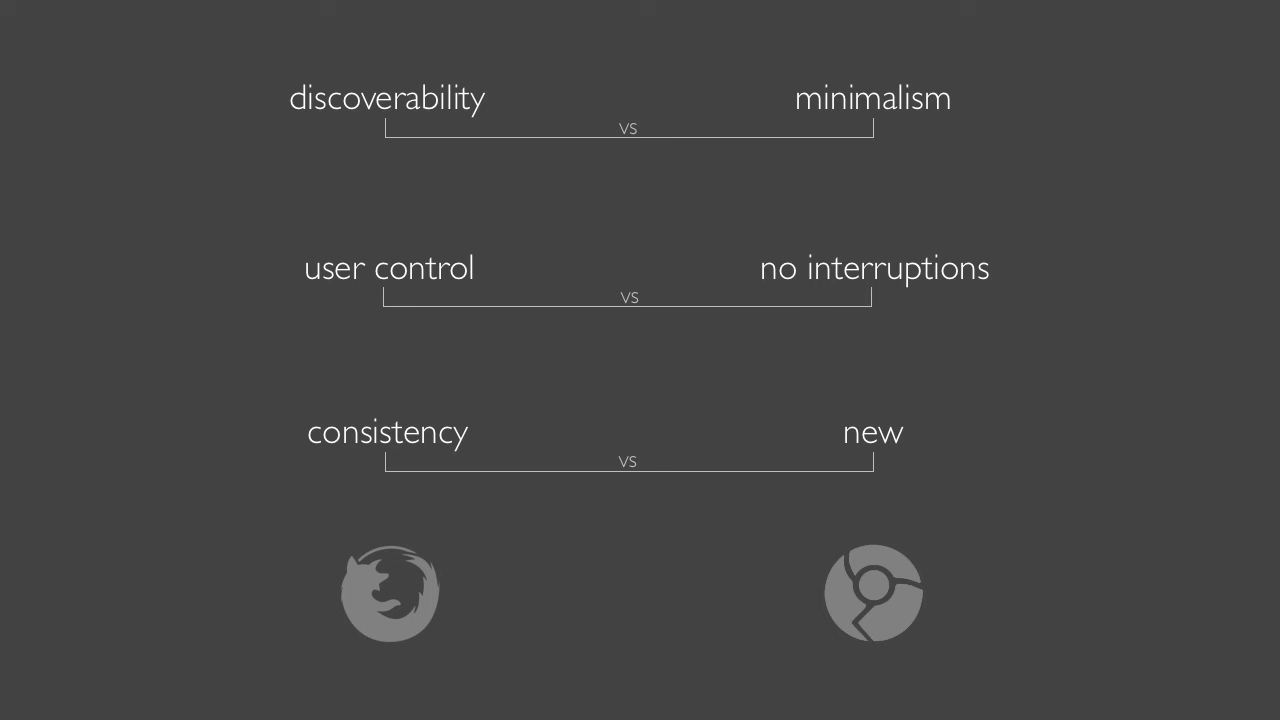 discoverability vs minimalism
user control vs no interruptions
consistency vs new